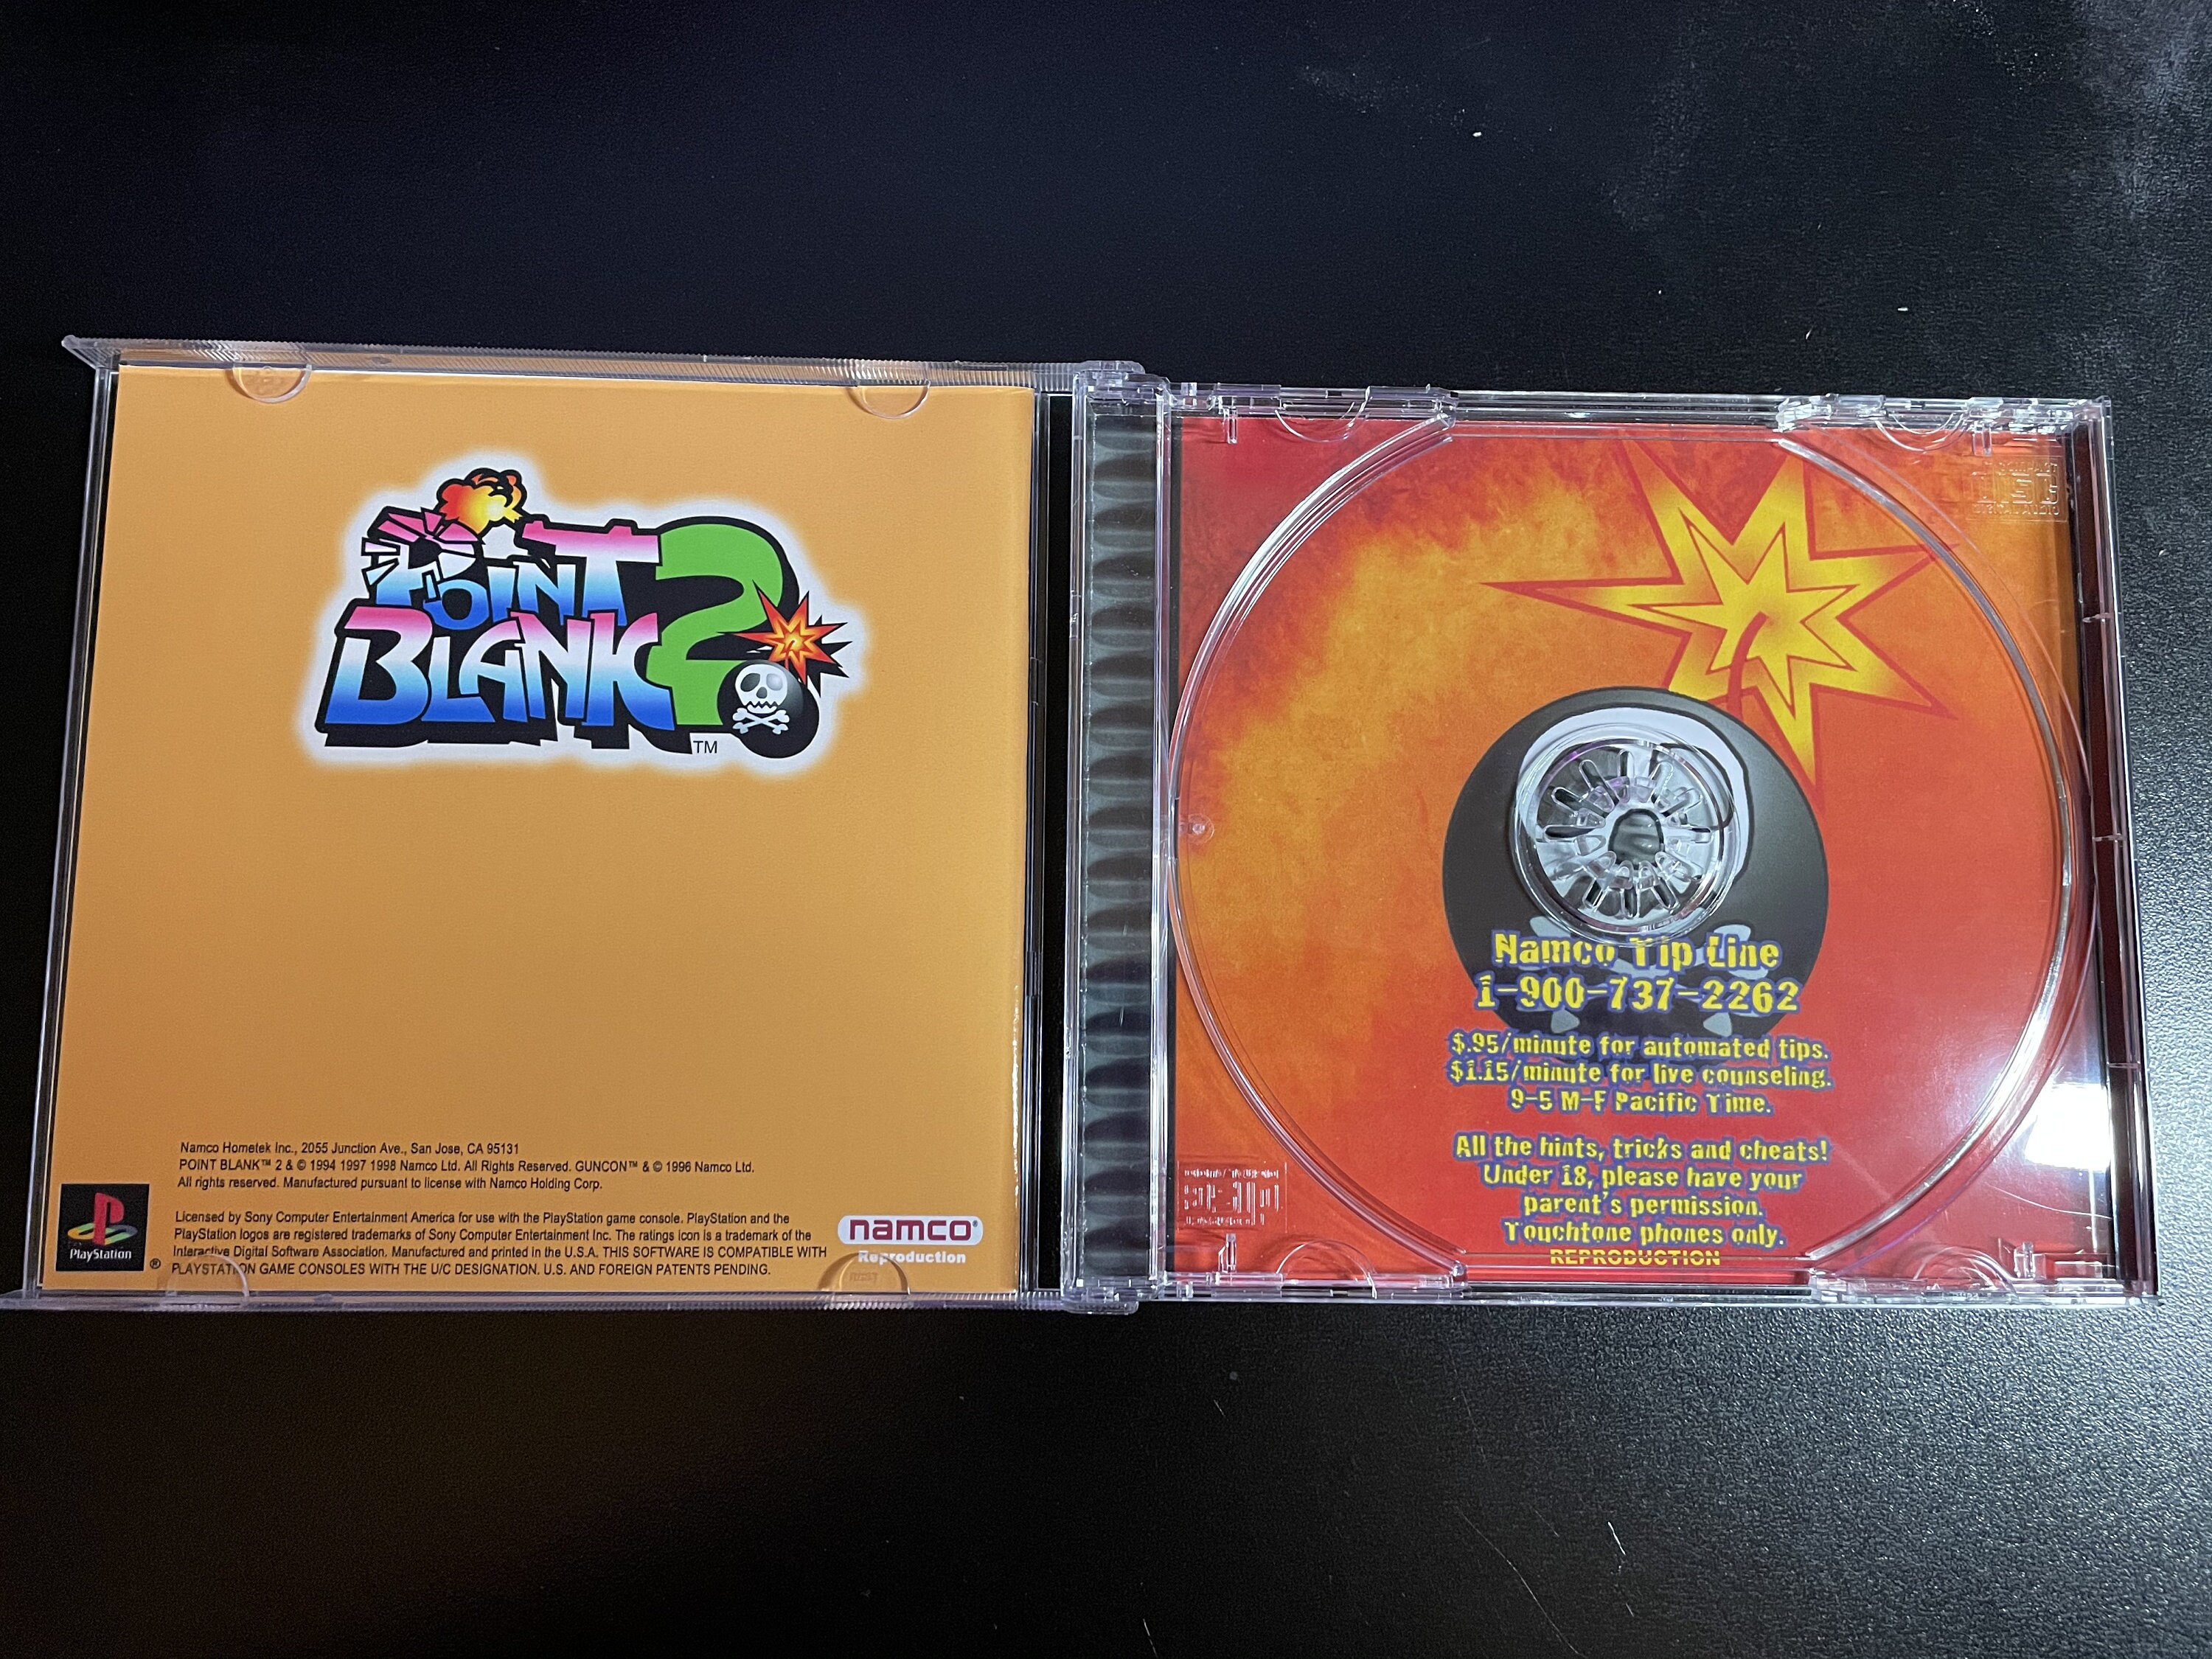 POINT
BLANK 2
TM
Namco Hometek Inc., 2055 Junction Ave., San Jose, CA 95131
POINT BLANK™ 2 & © 1994 1997 1998 Namco Ltd. All Rights Reserved. GUNCON™ & © 1996 Namco Ltd.
All rights reserved. Manufactured pursuant to license with Namco Holding Corp.
Licensed by Sony Computer Entertainment America for use with the PlayStation game console. PlayStation and the
PlayStation logos are registered trademarks of Sony Computer Entertainment Inc. The ratings icon is a trademark of the
Interactive Digital Software Association. Manufactured and printed in the U.S.A. THIS SOFTWARE IS COMPATIBLE WITH
PLAYSTATION GAME CONSOLES WITH THE U/C DESIGNATION. U.S. AND FOREIGN PATENTS PENDING.
PlayStation
®
namco®
Reproduction
COMPACT
DIGITAL AUDIO
Namco Tip Line
1-900-737-2262
$.95/minute for automated tips.
$1.15/minute for live counseling.
9-5 M-F Pacific Time.
All the hints, tricks and cheats!
Under 18, please have your
parent's permission.
Touchtone phones only.
REPRODUCTION